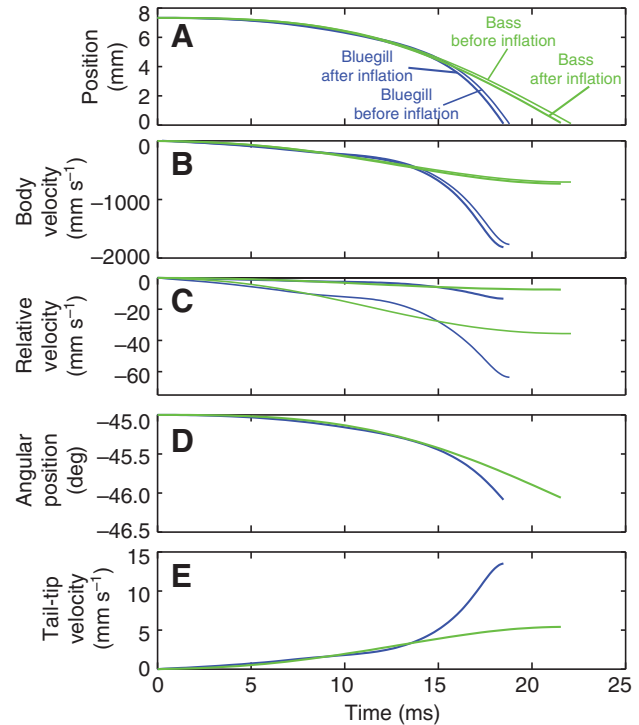 A
Position
(mm)
8
6
4
2
0
Bluegill
after inflation
Bluegill
before inflation
Bass
before inflation
Bass
after inflation
B
Body
velocity
(mm s⁻¹)
0
−1000
−2000
C
Relative
velocity
(mm s⁻¹)
0
−20
−40
−60
D
Angular
position
(deg)
−45.0
−45.5
−46.0
−46.5
E
Tail-tip
velocity
(mm s⁻¹)
15
10
5
0
0 5 10 15 20 25
Time (ms)